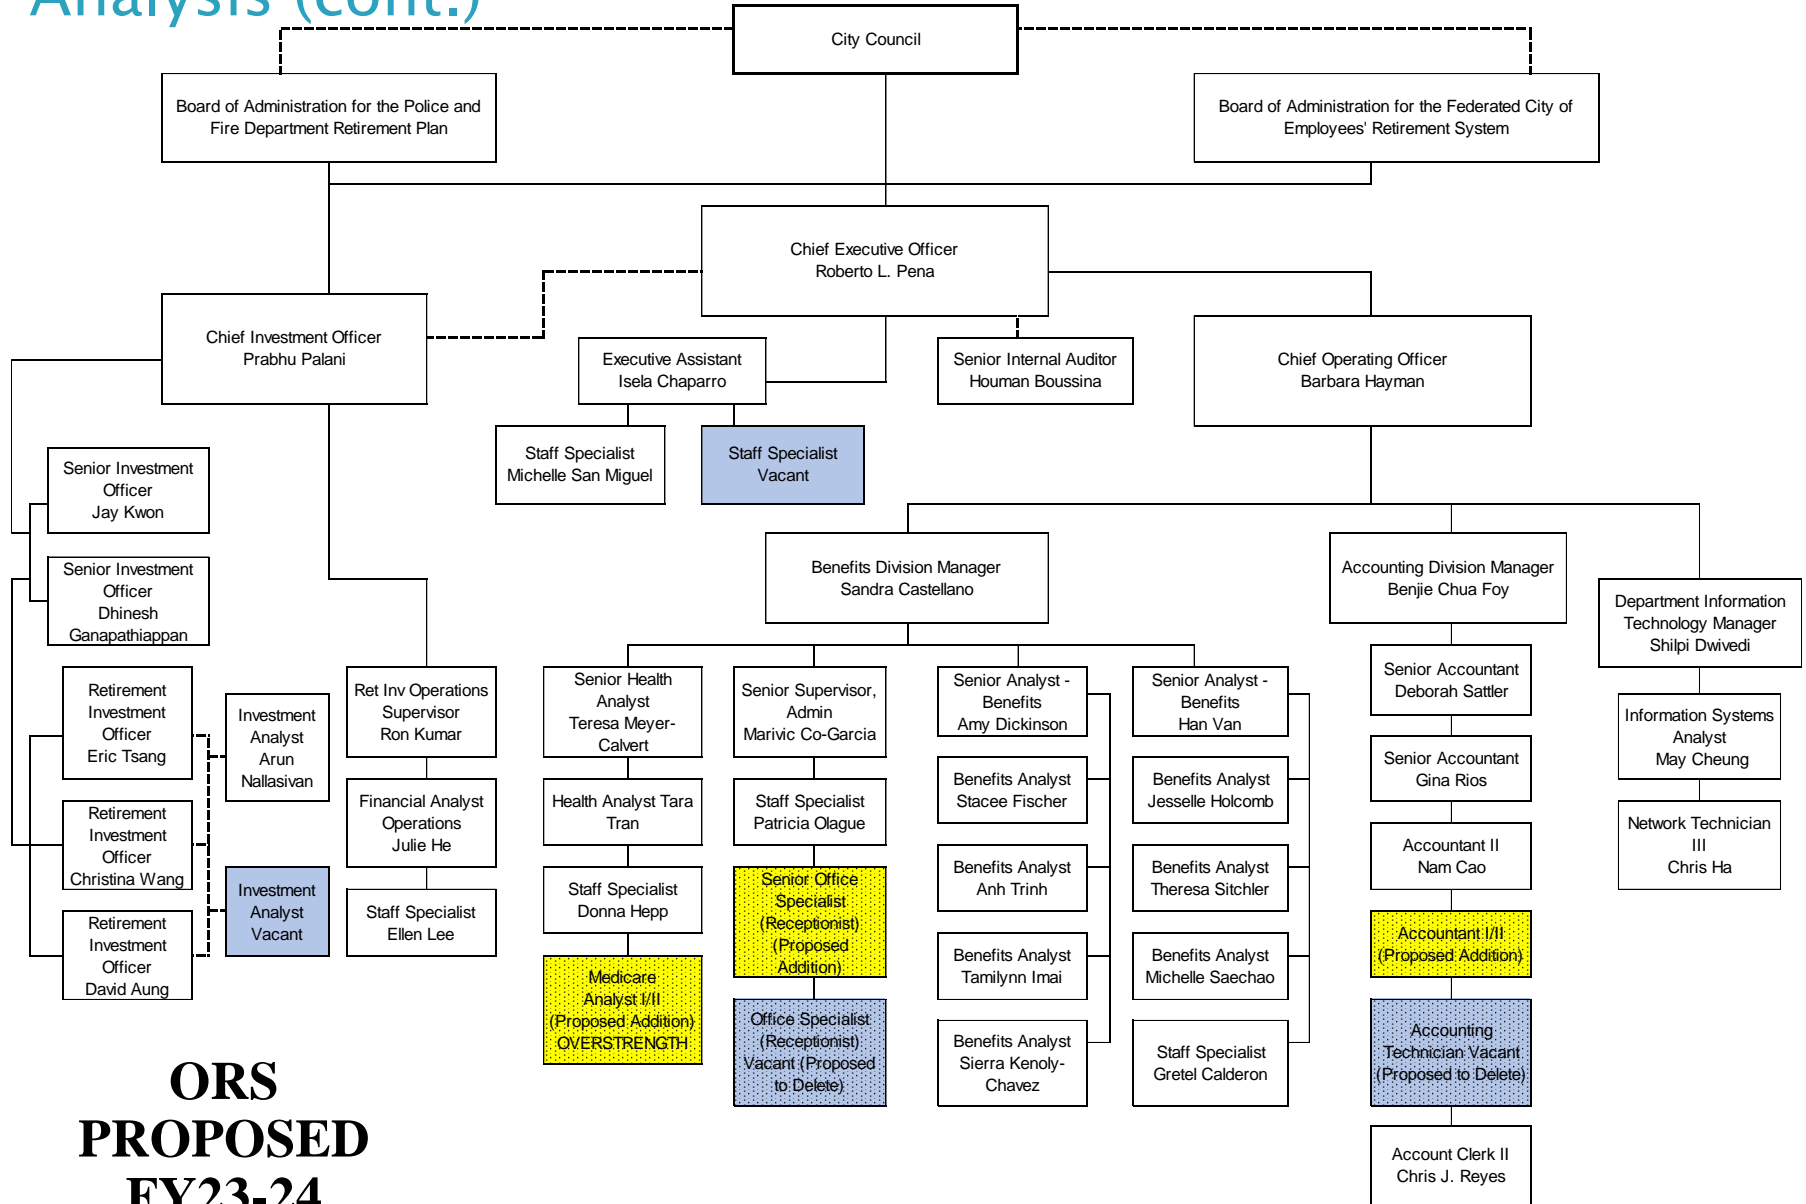 Analysis (cont.)
City Council
Board of Administration for the Police and
Fire Department Retirement Plan
Board of Administration for the Federated City of
Employees' Retirement System
Chief Executive Officer
Roberto L. Pena
Chief Investment Officer
Prabhu Palani
Executive Assistant
Isela Chaparro
Senior Internal Auditor
Houman Boussina
Chief Operating Officer
Barbara Hayman
Staff Specialist
Michelle San Miguel
Staff Specialist
Vacant
Senior Investment
Officer
Jay Kwon
Senior Investment
Officer
Dhinesh
Ganapathiappan
Retirement
Investment
Officer
Eric Tsang
Retirement
Investment
Officer
Christina Wang
Retirement
Investment
Officer
David Aung
Investment
Analyst
Arun
Nallasivan
Investment
Analyst
Vacant
Ret Inv Operations
Supervisor
Ron Kumar
Financial Analyst
Operations
Julie He
Staff Specialist
Ellen Lee
Benefits Division Manager
Sandra Castellano
Senior Health
Analyst
Teresa Meyer-
Calvert
Health Analyst Tara
Tran
Staff Specialist
Donna Hepp
Medicare
Analyst I/II
(Proposed Addition)
OVERSTRENGTH
Senior Supervisor,
Admin
Marivic Co-Garcia
Staff Specialist
Patricia Olague
Senior Office
Specialist
(Receptionist)
(Proposed
Addition)
Office Specialist
(Receptionist)
Vacant (Proposed
to Delete)
Senior Analyst -
Benefits
Amy Dickinson
Benefits Analyst
Stacee Fischer
Benefits Analyst
Anh Trinh
Benefits Analyst
Tamilynn Imai
Benefits Analyst
Sierra Kenoly-
Chavez
Senior Analyst -
Benefits
Han Van
Benefits Analyst
Jesselle Holcomb
Benefits Analyst
Theresa Sitchler
Benefits Analyst
Michelle Saechao
Staff Specialist
Gretel Calderon
Accounting Division Manager
Benjie Chua Foy
Senior Accountant
Deborah Sattler
Senior Accountant
Gina Rios
Accountant II
Nam Cao
Accountant I/II
(Proposed Addition)
Accounting
Technician Vacant
(Proposed to Delete)
Account Clerk II
Chris J. Reyes
Department Information
Technology Manager
Shilpi Dwivedi
Information Systems
Analyst
May Cheung
Network Technician
III
Chris Ha
ORS
PROPOSED
FY23-24